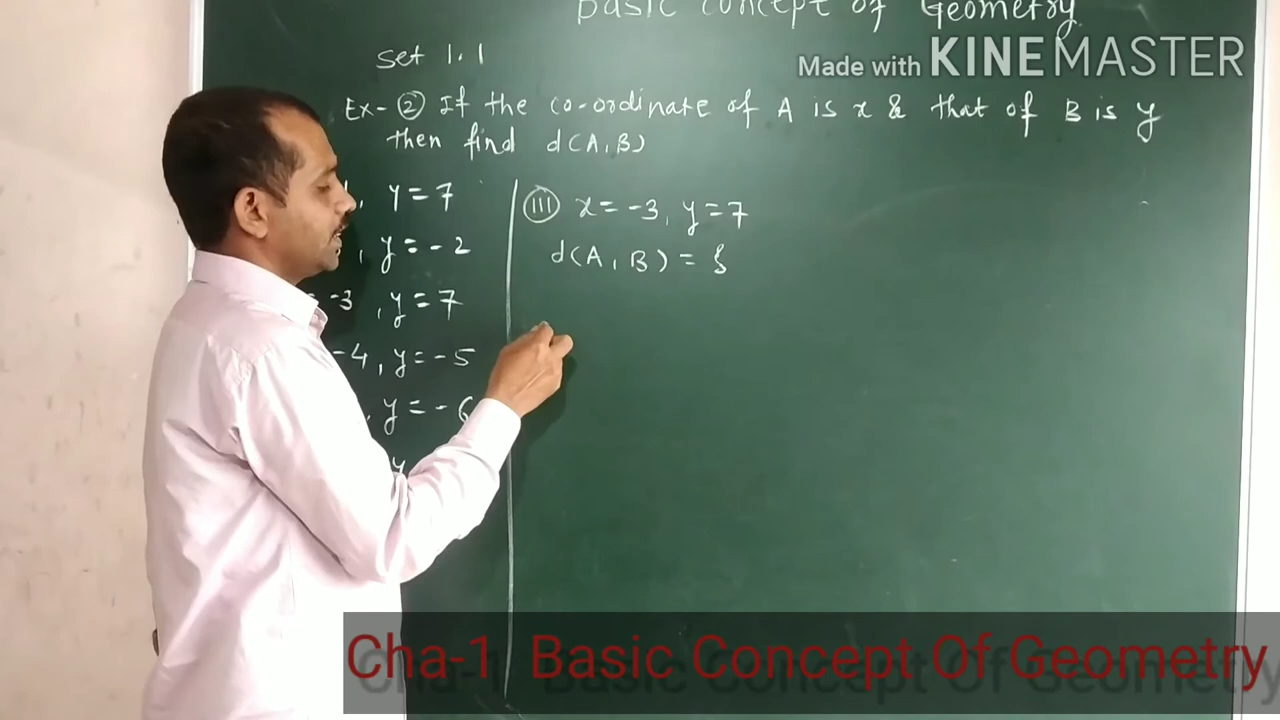 Basic Concept of Geometry
Made with KINEMASTER
Set 1.1
Ex- ② If the co-ordinate of A is x & that of B is y
then find d(A,B)
, y = 7
, y = - 2
= -3 , y = 7
-4 , y = - 5
, y = - 6
y
(III) x = -3, y = 7
d(A, B) = {
Cha-1 Basic Concept Of Geometry